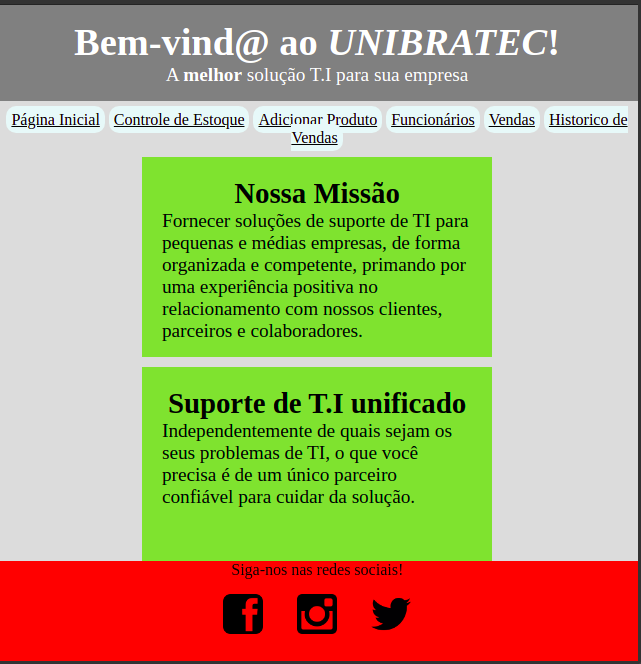 Bem-vind@ ao UNIBRATEC!
A melhor solução T.I para sua empresa
Página Inicial Controle de Estoque Adicionar Produto Funcionários Vendas Historico de
Vendas
Nossa Missão
Fornecer soluções de suporte de TI para
pequenas e médias empresas, de forma
organizada e competente, primando por
uma experiência positiva no
relacionamento com nossos clientes,
parceiros e colaboradores.
Suporte de T.I unificado
Independentemente de quais sejam os
seus problemas de TI, o que você
precisa é de um único parceiro
confiável para cuidar da solução.
Siga-nos nas redes sociais!